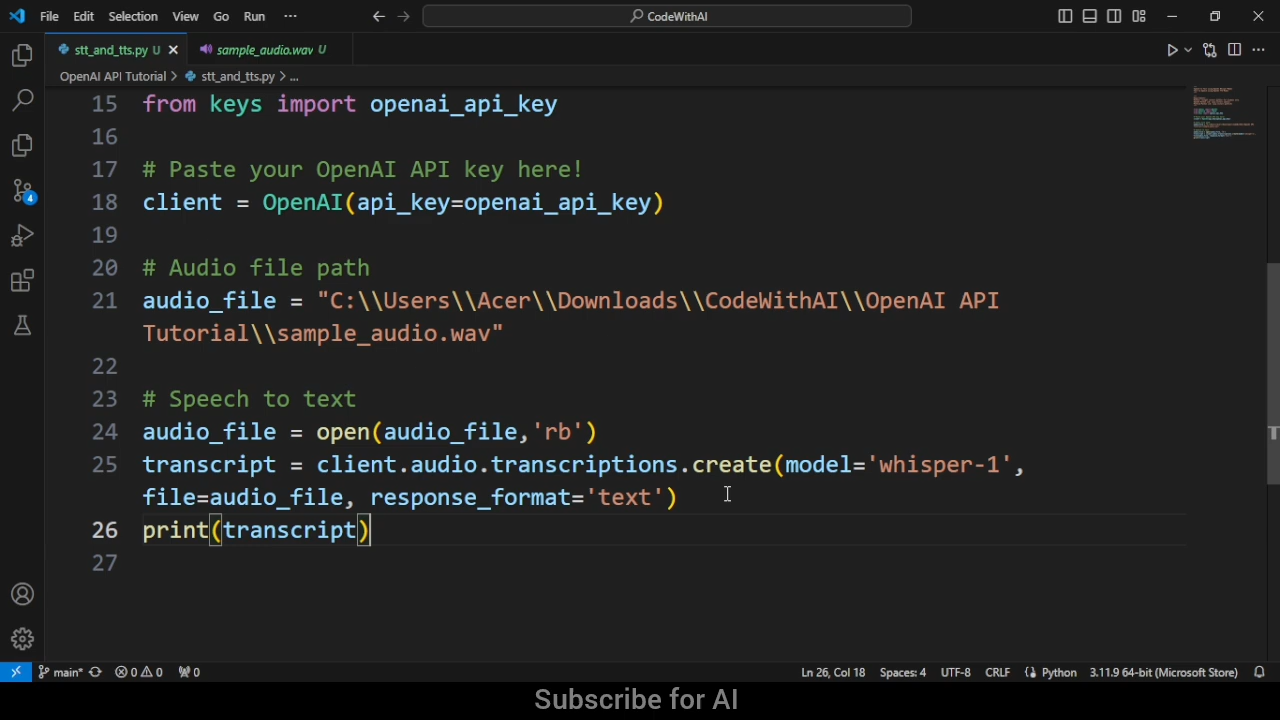 File Edit Selection View Go Run ··· CodeWithAI
stt_and_tts.py U sample_audio.wav U
OpenAI API Tutorial > stt_and_tts.py > ...
15 from keys import openai_api_key
16
17 # Paste your OpenAI API key here!
18 client = OpenAI(api_key=openai_api_key)
19
20 # Audio file path
21 audio_file = "C:\\Users\\Acer\\Downloads\\CodeWithAI\\OpenAI API
Tutorial\\sample_audio.wav"
22
23 # Speech to text
24 audio_file = open(audio_file,'rb')
25 transcript = client.audio.transcriptions.create(model='whisper-1',
file=audio_file, response_format='text')
26 print(transcript)
27
4
main* 0 0 0 Ln 26, Col 18 Spaces: 4 UTF-8 CRLF Python 3.11.9 64-bit (Microsoft Store)
Subscribe for AI